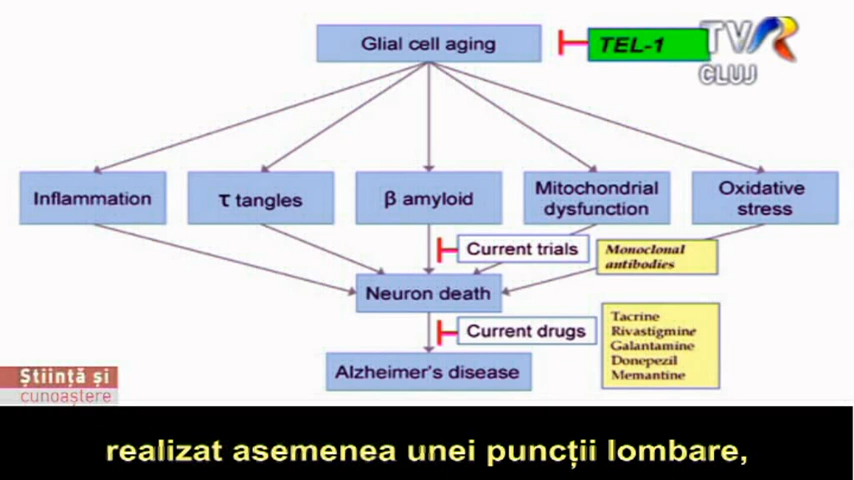 Glial cell aging
TEL-1
TVR
CLUJ
Inflammation
τ tangles
β amyloid
Mitochondrial
dysfunction
Oxidative
stress
Current trials
Monoclonal
antibodies
Neuron death
Current drugs
Tacrine
Rivastigmine
Galantamine
Donepezil
Memantine
Alzheimer's disease
Știință și
cunoaștere
realizat asemenea unei puncții lombare,